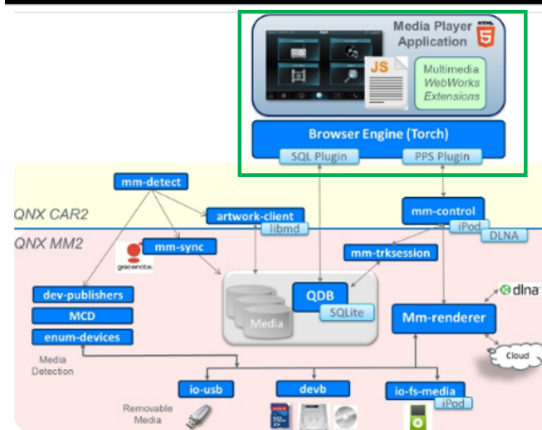 Media Player
Application
HTML
5
JS
Multimedia
WebWorks
Extensions
Browser Engine (Torch)
SQL Plugin
PPS Plugin
mm-detect
artwork-client
libmd
mm-control
iPod
DLNA
QNX CAR2
QNX MM2
gracenote.
mm-sync
mm-trksession
dev-publishers
MCD
enum-devices
Media
QDB
SQLite
Mm-renderer
dlna
Cloud
Media
Detection
io-usb
devb
io-fs-media
iPod
Removable
Media